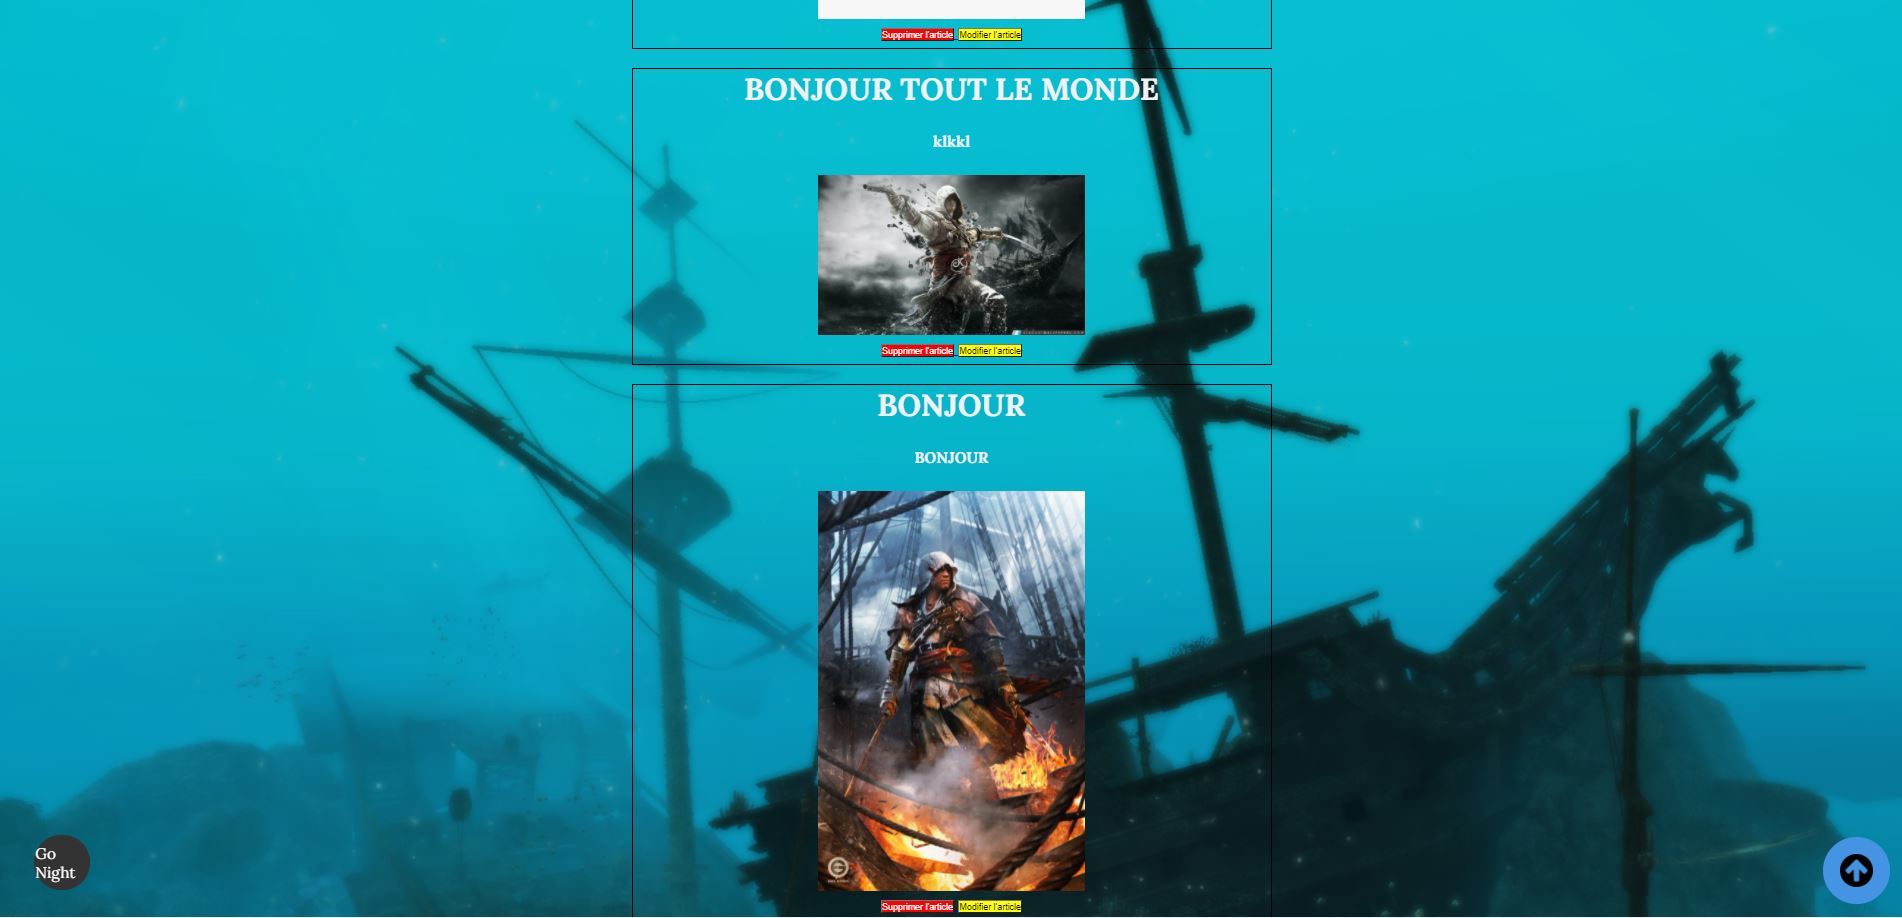 Supprimer l'article Modifier l'article
BONJOUR TOUT LE MONDE
klkkl
Supprimer l'article Modifier l'article
BONJOUR
BONJOUR
Supprimer l'article Modifier l'article
Go
Night